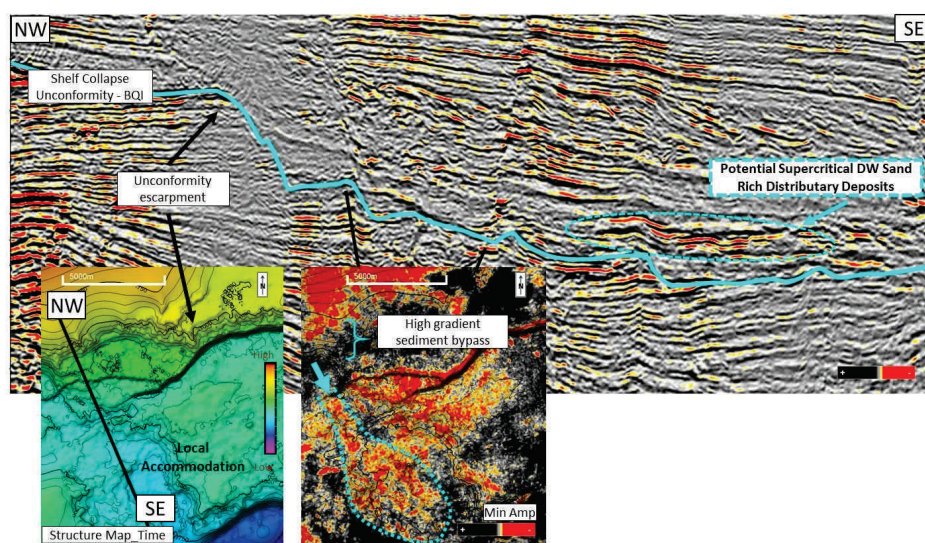 NW
SE
Shelf Collapse
Unconformity - BQI
Unconformity
escarpment
Potential Supercritical DW Sand
Rich Distributary Deposits
5000m
N
NW
High
Local
Accommodation
Low
SE
Structure Map_Time
5000m
N
High gradient
sediment bypass
Min Amp
+ -
+ -